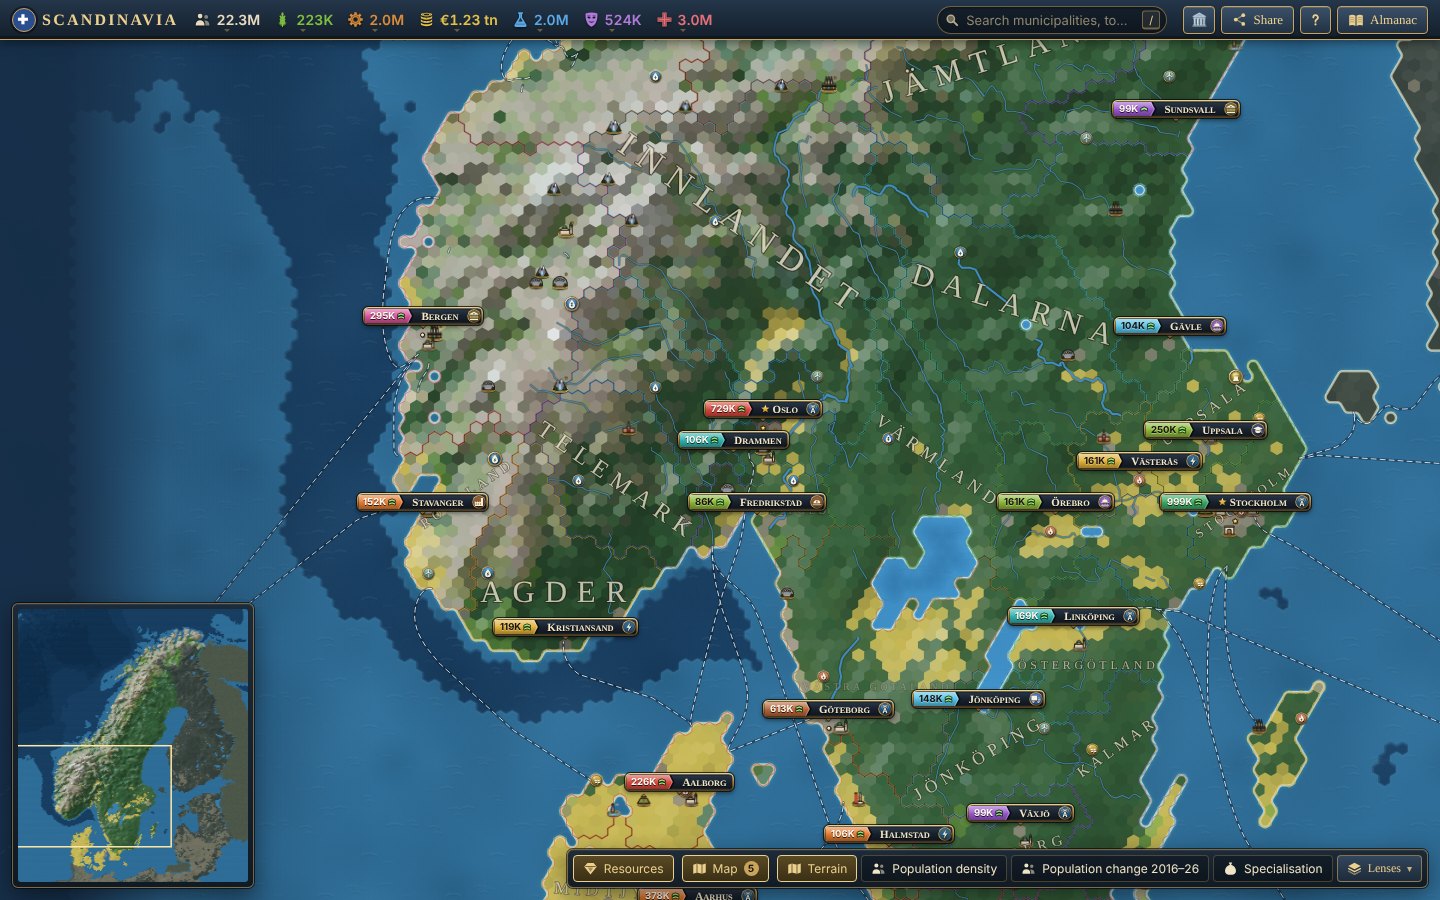 SCANDINAVIA 22.3M 223K 2.0M €1.23 tn 2.0M 524K 3.0M
Search municipalities, to... /
Share ? Almanac
JÄMTLAN
99K SUNDSVALL
INNLANDET
DALARNA
295K BERGEN
104K GÄVLE
729K OSLO
UPPSALA
106K DRAMMEN
250K UPPSALA
TELEMARK
VÄRMLAND
161K VÄSTERÅS
152K STAVANGER
86K FREDRIKSTAD
161K ÖREBRO
999K STOCKHOLM
STOCKHOLM
AGDER
119K KRISTIANSAND
169K LINKÖPING
ÖSTERGÖTLAND
613K GÖTEBORG
148K JÖNKÖPING
JÖNKÖPING
KALMAR
226K AALBORG
99K VÄXJÖ
106K HALMSTAD
RG
378K AARHUS
Resources Map 5 Terrain Population density Population change 2016–26 Specialisation Lenses